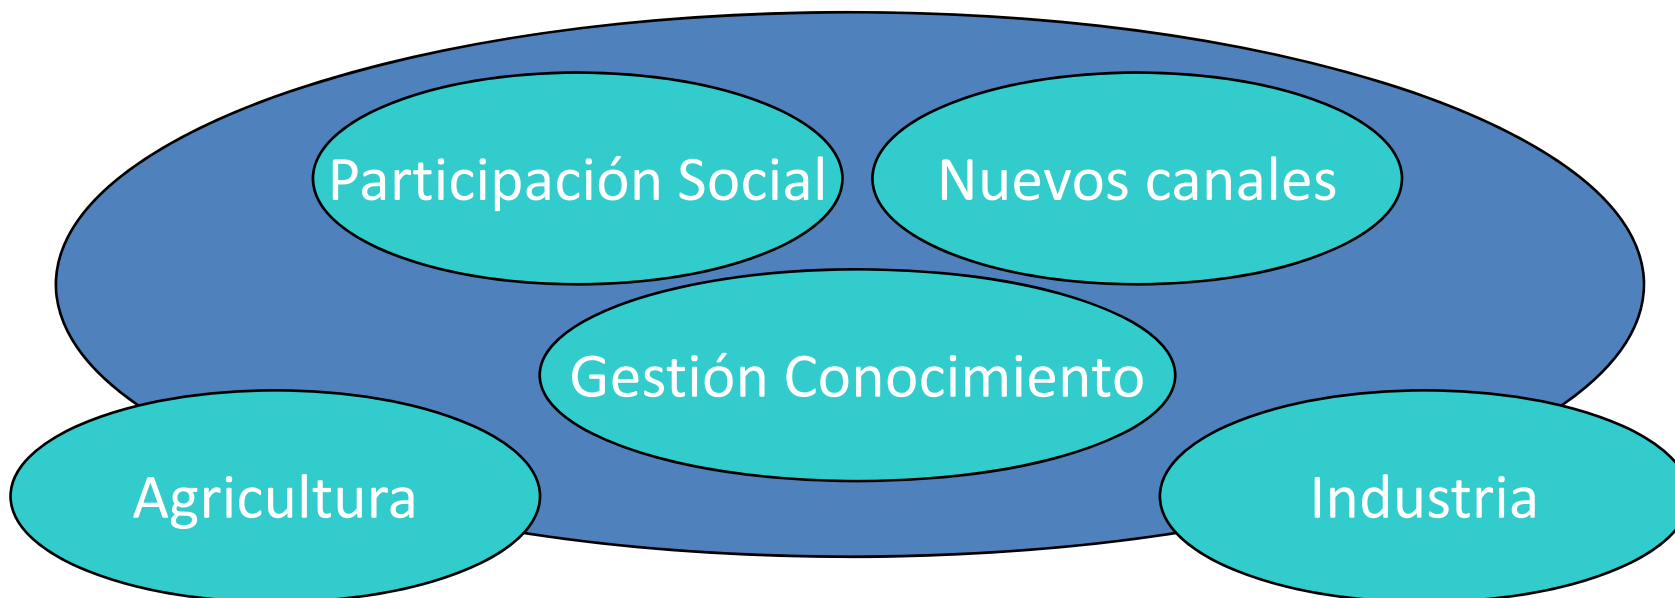 Participación Social
Nuevos canales
Gestión Conocimiento
Agricultura
Industria